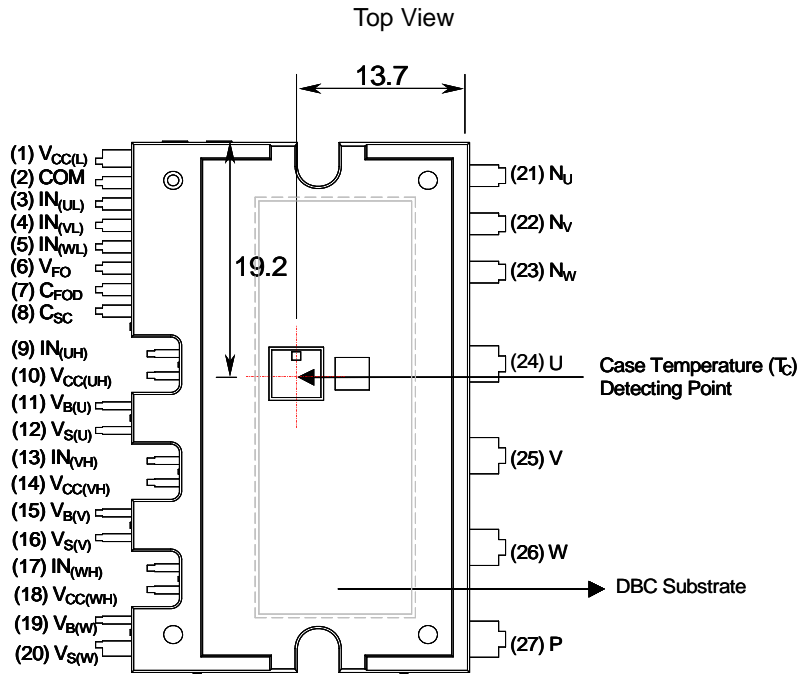 Top View
13.7
19.2
(1) VCC(L)
(2) COM
(3) IN(UL)
(4) IN(VL)
(5) IN(WL)
(6) VFO
(7) CFOD
(8) CSC
(9) IN(UH)
(10) VCC(UH)
(11) VB(U)
(12) VS(U)
(13) IN(VH)
(14) VCC(VH)
(15) VB(V)
(16) VS(V)
(17) IN(WH)
(18) VCC(WH)
(19) VB(W)
(20) VS(W)
(21) NU
(22) NV
(23) NW
(24) U
(25) V
(26) W
(27) P
Case Temperature (TC)
Detecting Point
DBC Substrate